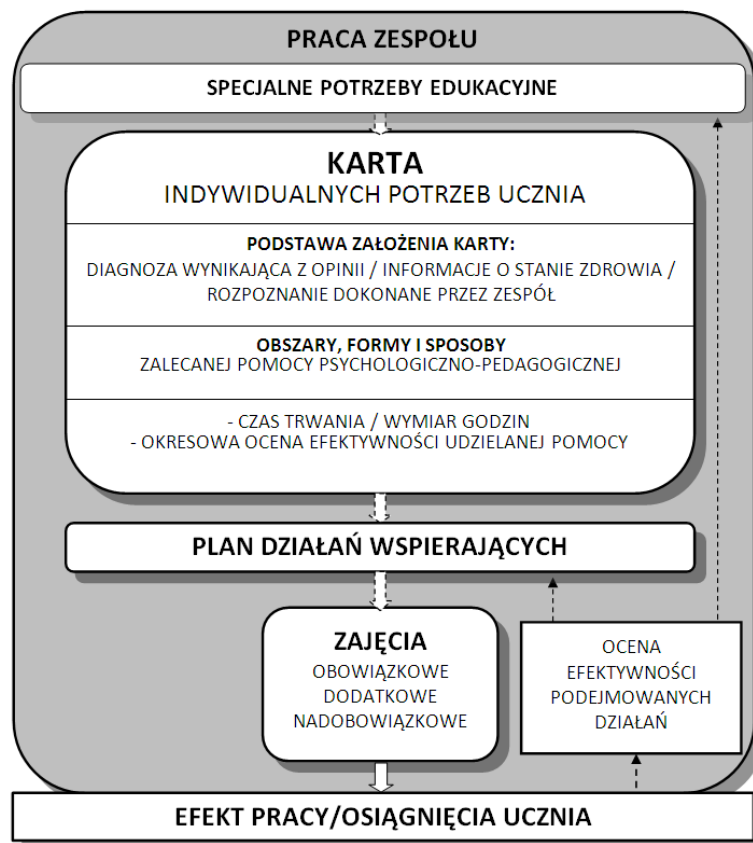 PRACA ZESPOŁU
SPECJALNE POTRZEBY EDUKACYJNE
KARTA
INDYWIDUALNYCH POTRZEB UCZNIA
PODSTAWA ZAŁOŻENIA KARTY:
DIAGNOZA WYNIKAJĄCA Z OPINII / INFORMACJE O STANIE ZDROWIA /
ROZPOZNANIE DOKONANE PRZEZ ZESPÓŁ
OBSZARY, FORMY I SPOSOBY
ZALECANEJ POMOCY PSYCHOLOGICZNO-PEDAGOGICZNEJ
- CZAS TRWANIA / WYMIAR GODZIN
- OKRESOWA OCENA EFEKTYWNOŚCI UDZIELANEJ POMOCY
PLAN DZIAŁAŃ WSPIERAJĄCYCH
ZAJĘCIA
OBOWIĄZKOWE
DODATKOWE
NADOBOWIĄZKOWE
OCENA
EFEKTYWNOŚCI
PODEJMOWANYCH
DZIAŁAŃ
EFEKT PRACY/OSIĄGNIĘCIA UCZNIA